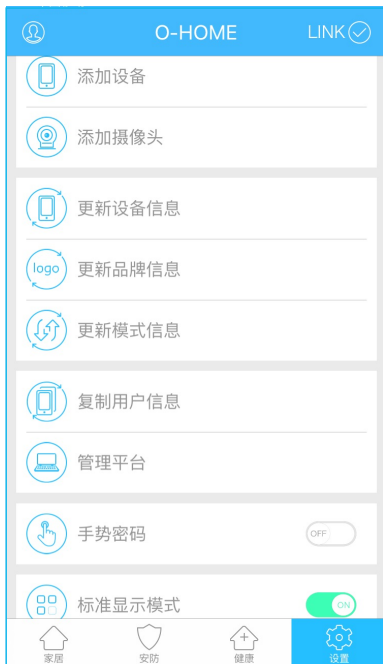 O-HOME
LINK
添加设备
添加摄像头
更新设备信息
logo
更新品牌信息
更新模式信息
复制用户信息
管理平台
手势密码
OFF
标准显示模式
ON
家居
安防
健康
设置